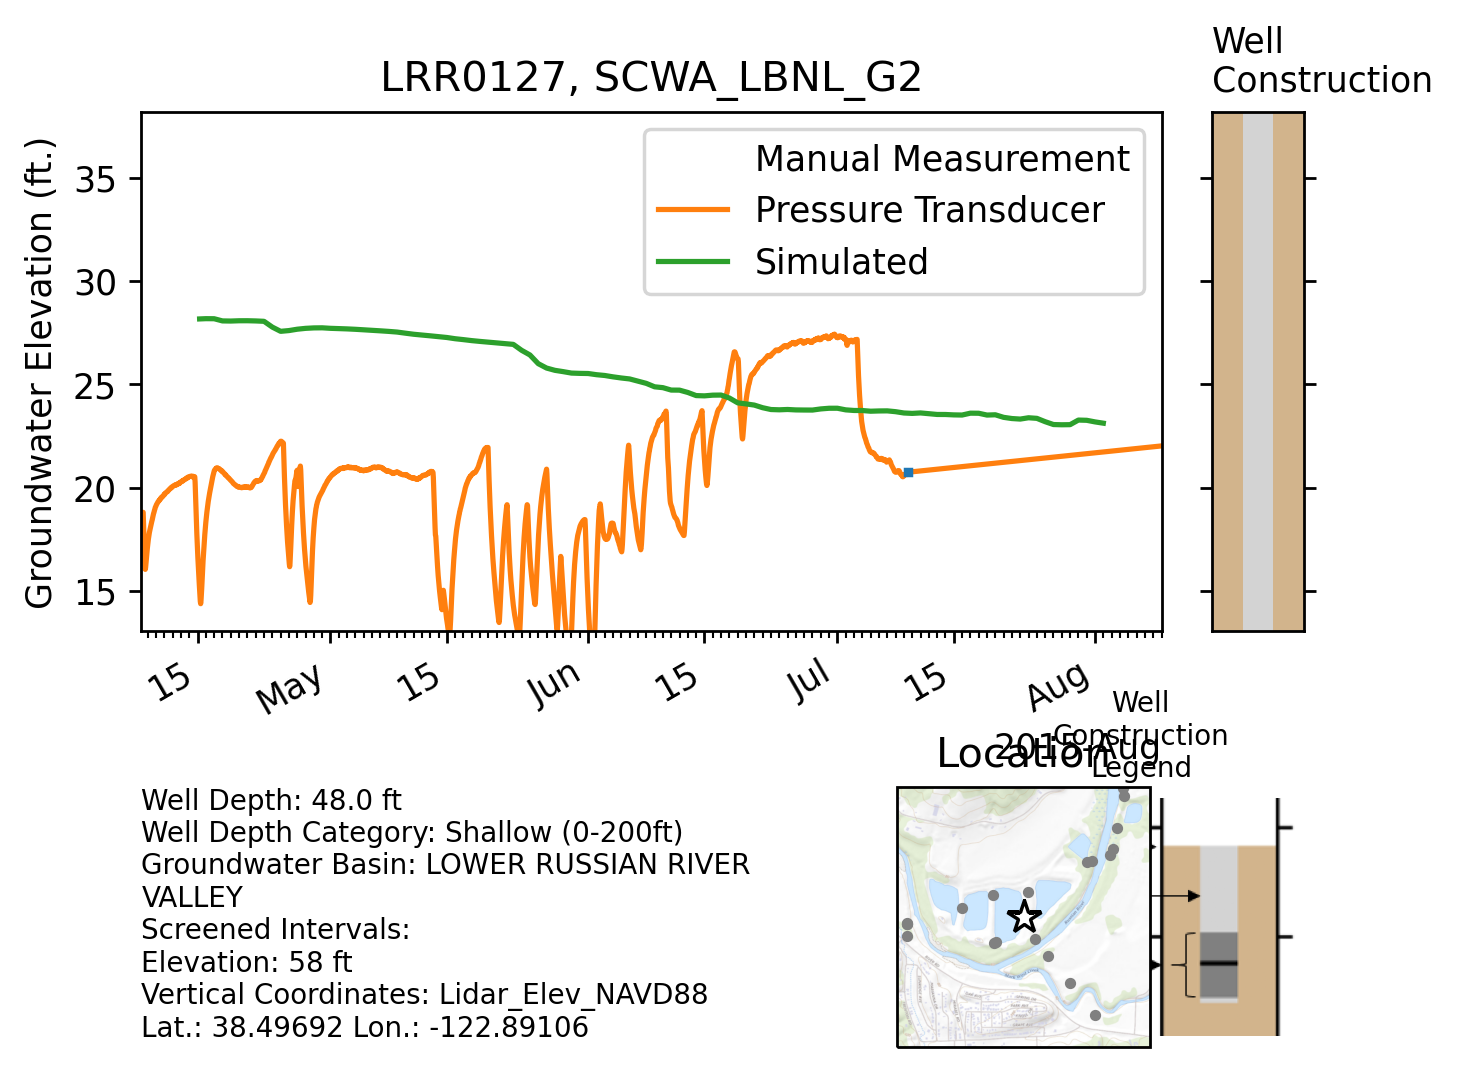 Well
Construction
LRR0127, SCWA_LBNL_G2
Groundwater Elevation (ft.)
35
30
25
20
15
Manual Measurement
Pressure Transducer
Simulated
15
May
15
Jun
15
Jul
15
Aug
2015-Aug
Location
Well
Construction
Legend
Well Depth: 48.0 ft
Well Depth Category: Shallow (0-200ft)
Groundwater Basin: LOWER RUSSIAN RIVER
VALLEY
Screened Intervals:
Elevation: 58 ft
Vertical Coordinates: Lidar_Elev_NAVD88
Lat.: 38.49692 Lon.: -122.89106